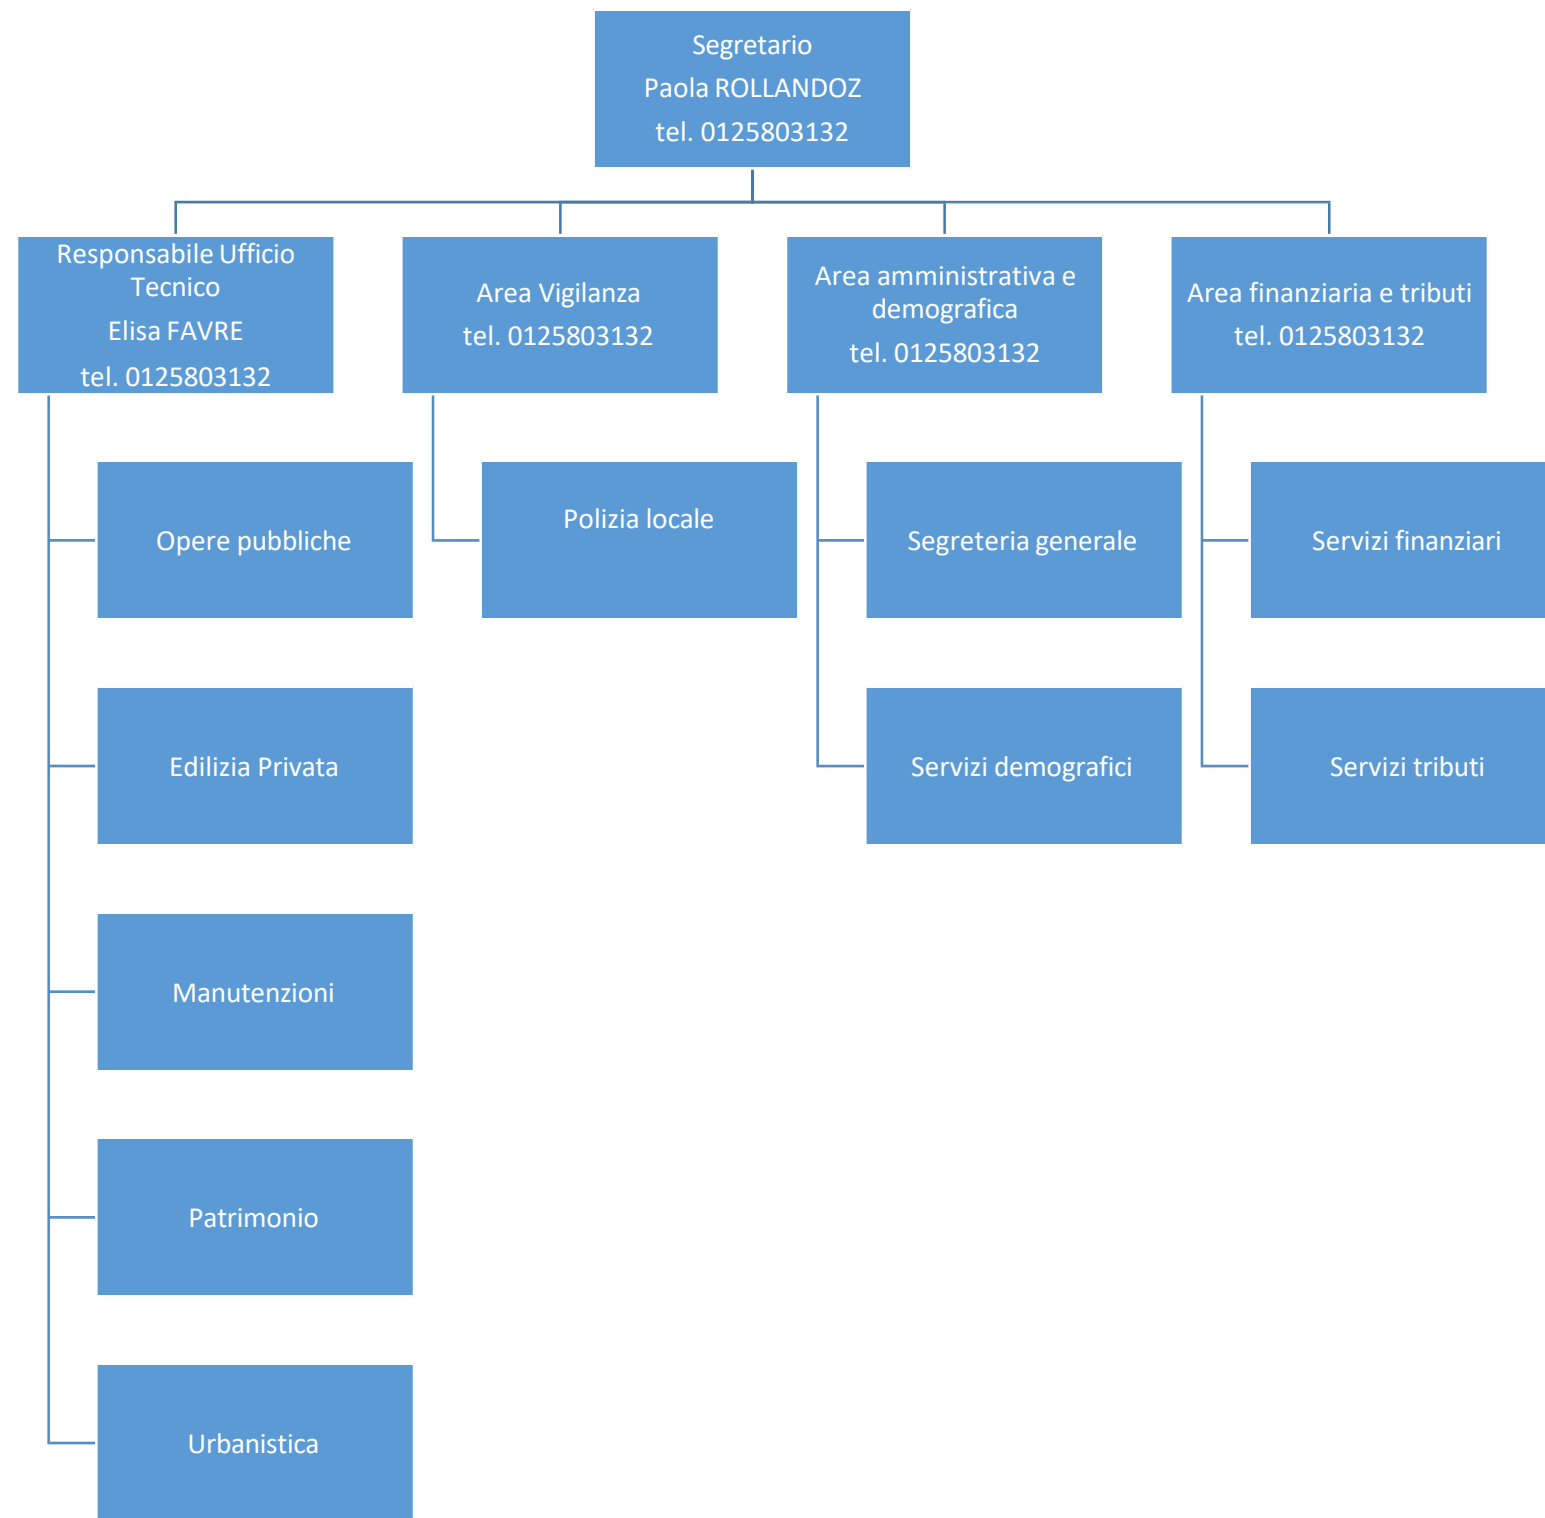 Segretario
Paola ROLLANDOZ
tel. 0125803132
Responsabile Ufficio
Tecnico
Elisa FAVRE
tel. 0125803132
Area Vigilanza
tel. 0125803132
Area amministrativa e
demografica
tel. 0125803132
Area finanziaria e tributi
tel. 0125803132
Opere pubbliche
Polizia locale
Segreteria generale
Servizi finanziari
Edilizia Privata
Servizi demografici
Servizi tributi
Manutenzioni
Patrimonio
Urbanistica